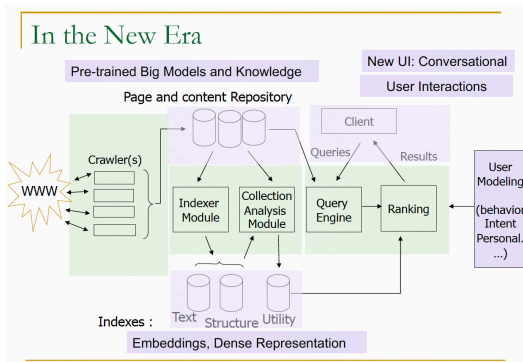 In the New Era
Pre-trained Big Models and Knowledge
New UI: Conversational
User Interactions
Page and content Repository
Client
Queries
Results
Crawler(s)
WWW
Indexer
Module
Collection
Analysis
Module
Query
Engine
Ranking
User
Modeling
(behavior
Intent
Personal.
…)
Text
Structure
Utility
Indexes :
Embeddings, Dense Representation